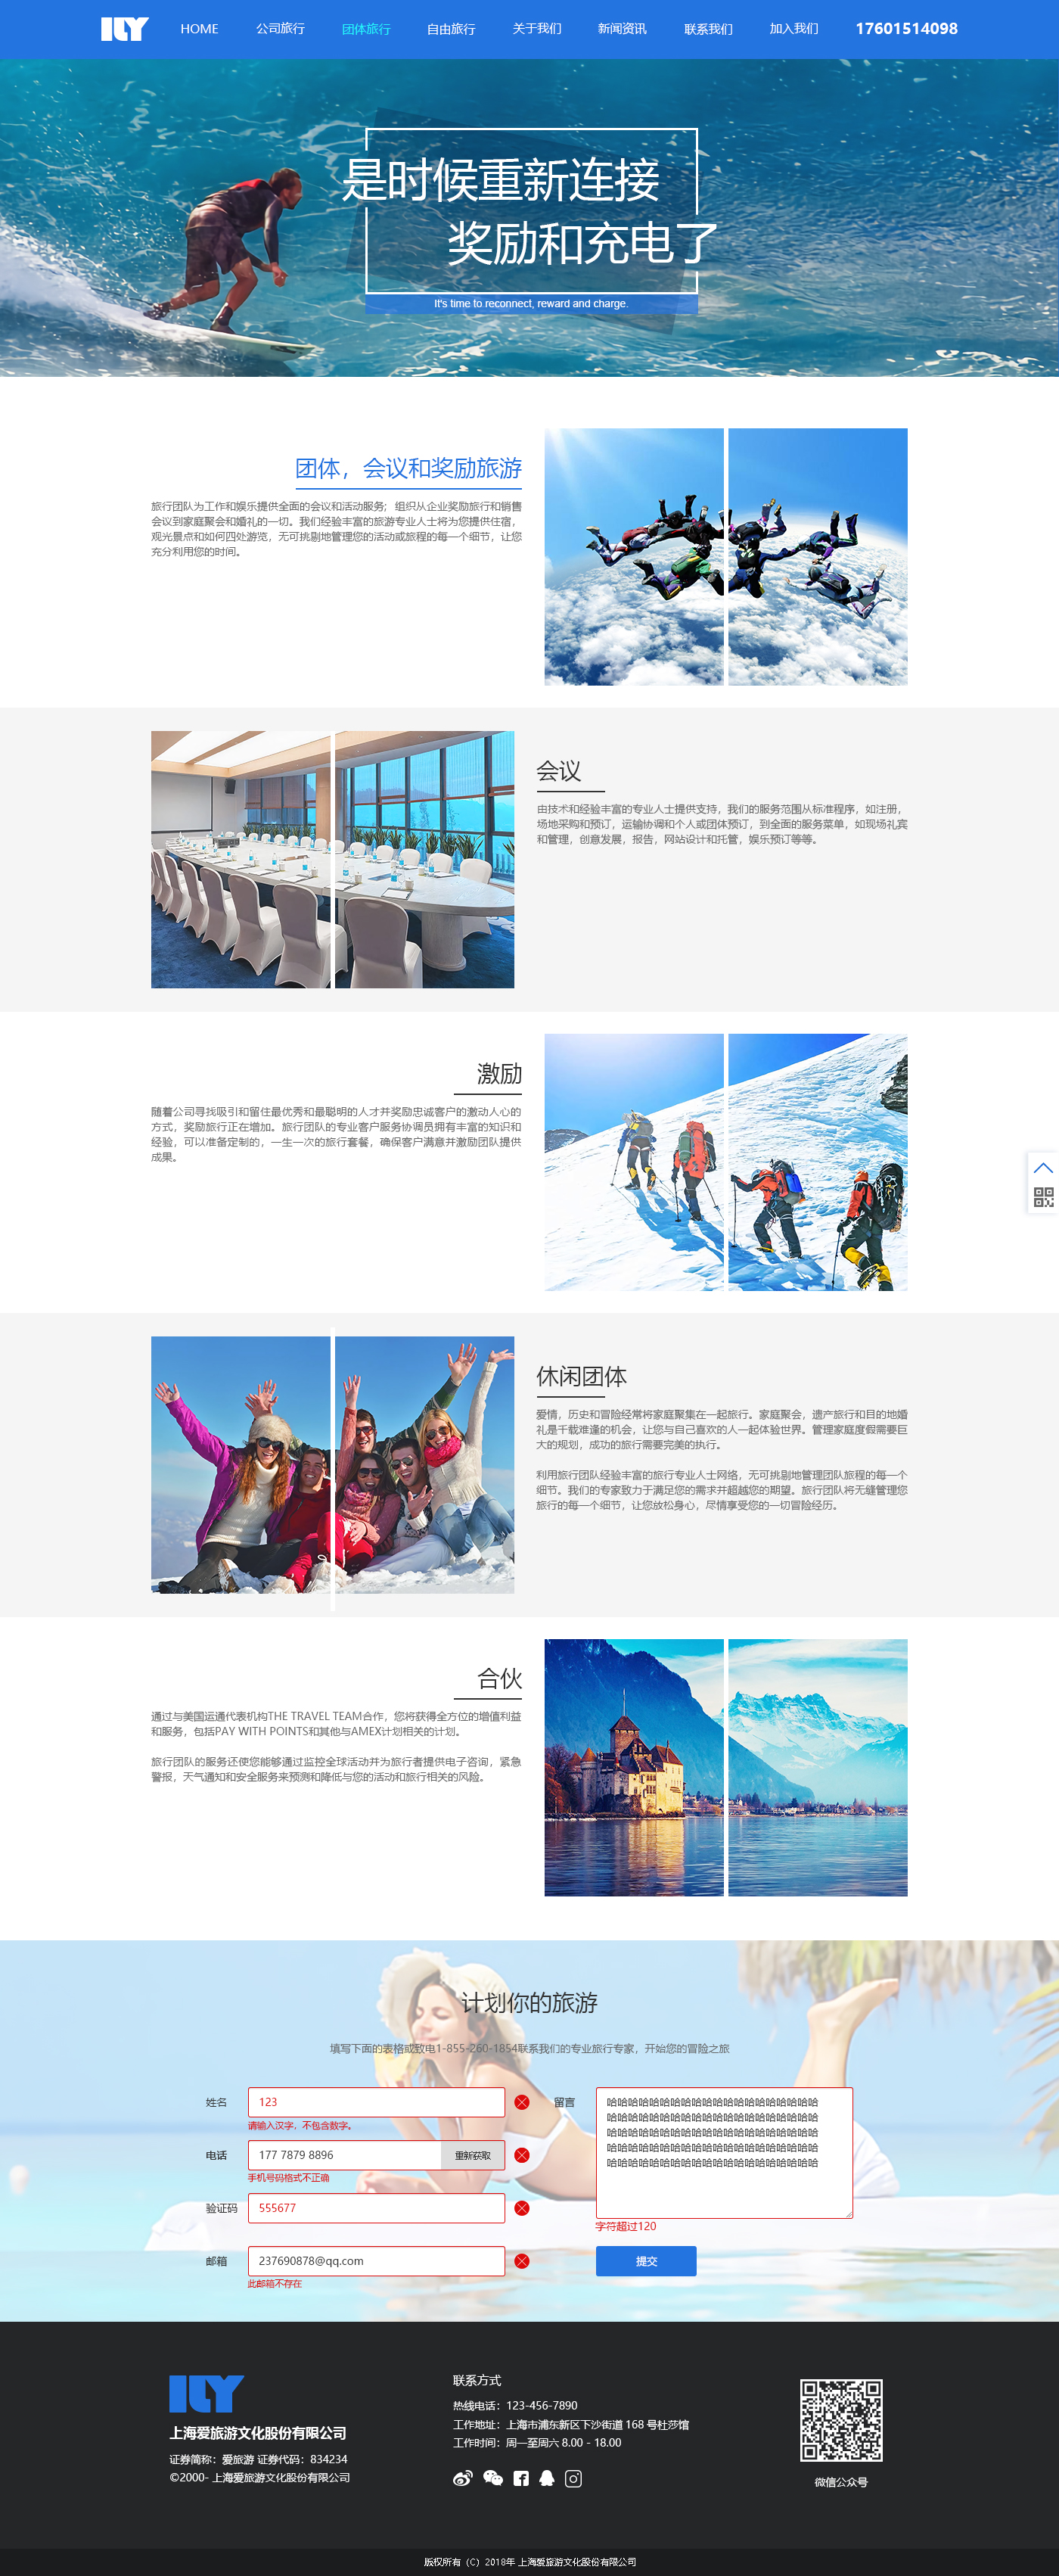 ILY
HOME 公司旅行 团体旅行 自由旅行 关于我们 新闻资讯 联系我们 加入我们 17601514098
是时候重新连接
奖励和充电了
It's time to reconnect, reward and charge.
团体，会议和奖励旅游
旅行团队为工作和娱乐提供全面的会议和活动服务；组织从企业奖励旅行和销售
会议到家庭聚会和婚礼的一切。我们经验丰富的旅游专业人士将为您提供住宿，
观光景点和如何四处游览，无可挑剔地管理您的活动或旅程的每一个细节，让您
充分利用您的时间。
会议
由技术和经验丰富的专业人士提供支持，我们的服务范围从标准程序，如注册，
场地采购和预订，运输协调和个人或团体预订，到全面的服务菜单，如现场礼宾
和管理，创意发展，报告，网站设计和托管，娱乐预订等等。
激励
随着公司寻找吸引和留住最优秀和最聪明的人才并奖励忠诚客户的激动人心的
方式，奖励旅行正在增加。旅行团队的专业客户服务协调员拥有丰富的知识和
经验，可以准备定制的，一生一次的旅行套餐，确保客户满意并激励团队提供
成果。
休闲团体
爱情，历史和冒险经常将家庭聚集在一起旅行。家庭聚会，遗产旅行和目的地婚
礼是千载难逢的机会，让您与自己喜欢的人一起体验世界。管理家庭度假需要巨
大的规划，成功的旅行需要完美的执行。
利用旅行团队经验丰富的旅行专业人士网络，无可挑剔地管理团队旅程的每一个
细节。我们的专家致力于满足您的需求并超越您的期望。旅行团队将无缝管理您
旅行的每一个细节，让您放松身心，尽情享受您的一切冒险经历。
合伙
通过与美国运通代表机构THE TRAVEL TEAM合作，您将获得全方位的增值利益
和服务，包括PAY WITH POINTS和其他与AMEX计划相关的计划。
旅行团队的服务还使您能够通过监控全球活动并为旅行者提供电子咨询，紧急
警报，天气通知和安全服务来预测和降低与您的活动和旅行相关的风险。
计划你的旅游
填写下面的表格或致电1-855-260-1854联系我们的专业旅行专家，开始您的冒险之旅
姓名 123
请输入汉字，不包含数字。
电话 177 7879 8896 重新获取
手机号码格式不正确
验证码 555677
邮箱 237690878@qq.com
此邮箱不存在
留言 哈哈哈哈哈哈哈哈哈哈哈哈哈哈哈哈哈哈哈哈
哈哈哈哈哈哈哈哈哈哈哈哈哈哈哈哈哈哈哈哈
哈哈哈哈哈哈哈哈哈哈哈哈哈哈哈哈哈哈哈哈
哈哈哈哈哈哈哈哈哈哈哈哈哈哈哈哈哈哈哈哈
哈哈哈哈哈哈哈哈哈哈哈哈哈哈哈哈哈哈哈哈
字符超过120
提交
ILY
上海爱旅游文化股份有限公司
证券简称：爱旅游 证券代码：834234
©2000- 上海爱旅游文化股份有限公司
联系方式
热线电话：123-456-7890
工作地址：上海市浦东新区下沙街道 168 号杜莎馆
工作时间：周一至周六 8.00 - 18.00
微信公众号
版权所有（C）2018年 上海爱旅游文化股份有限公司